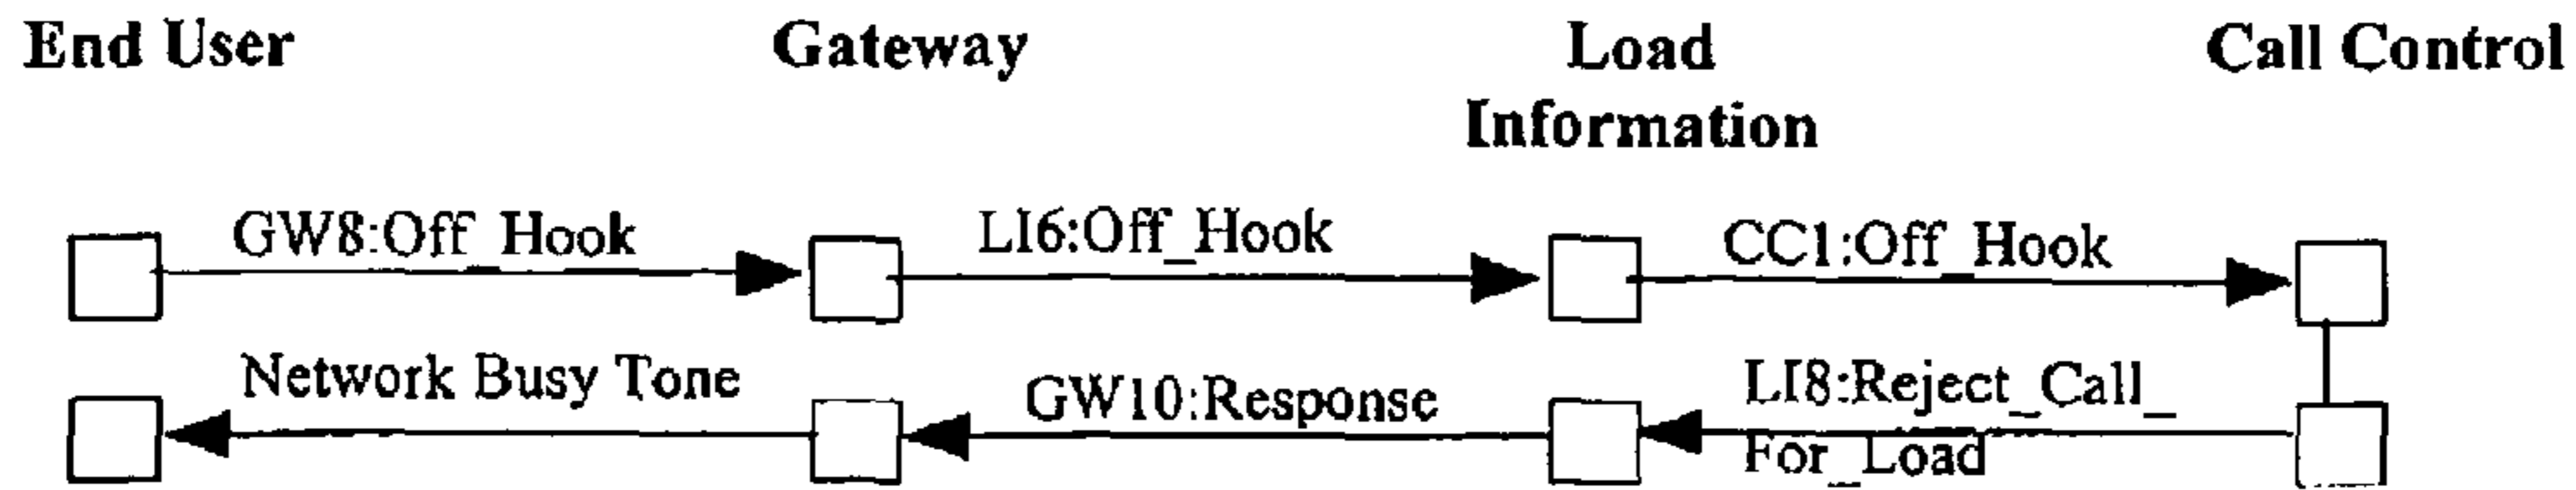 End User
Gateway
Load
Information
Call Control
GW8:Off_Hook
LI6:Off_Hook
CC1:Off_Hook
Network Busy Tone
GW10:Response
LI8:Reject_Call_
For_Load